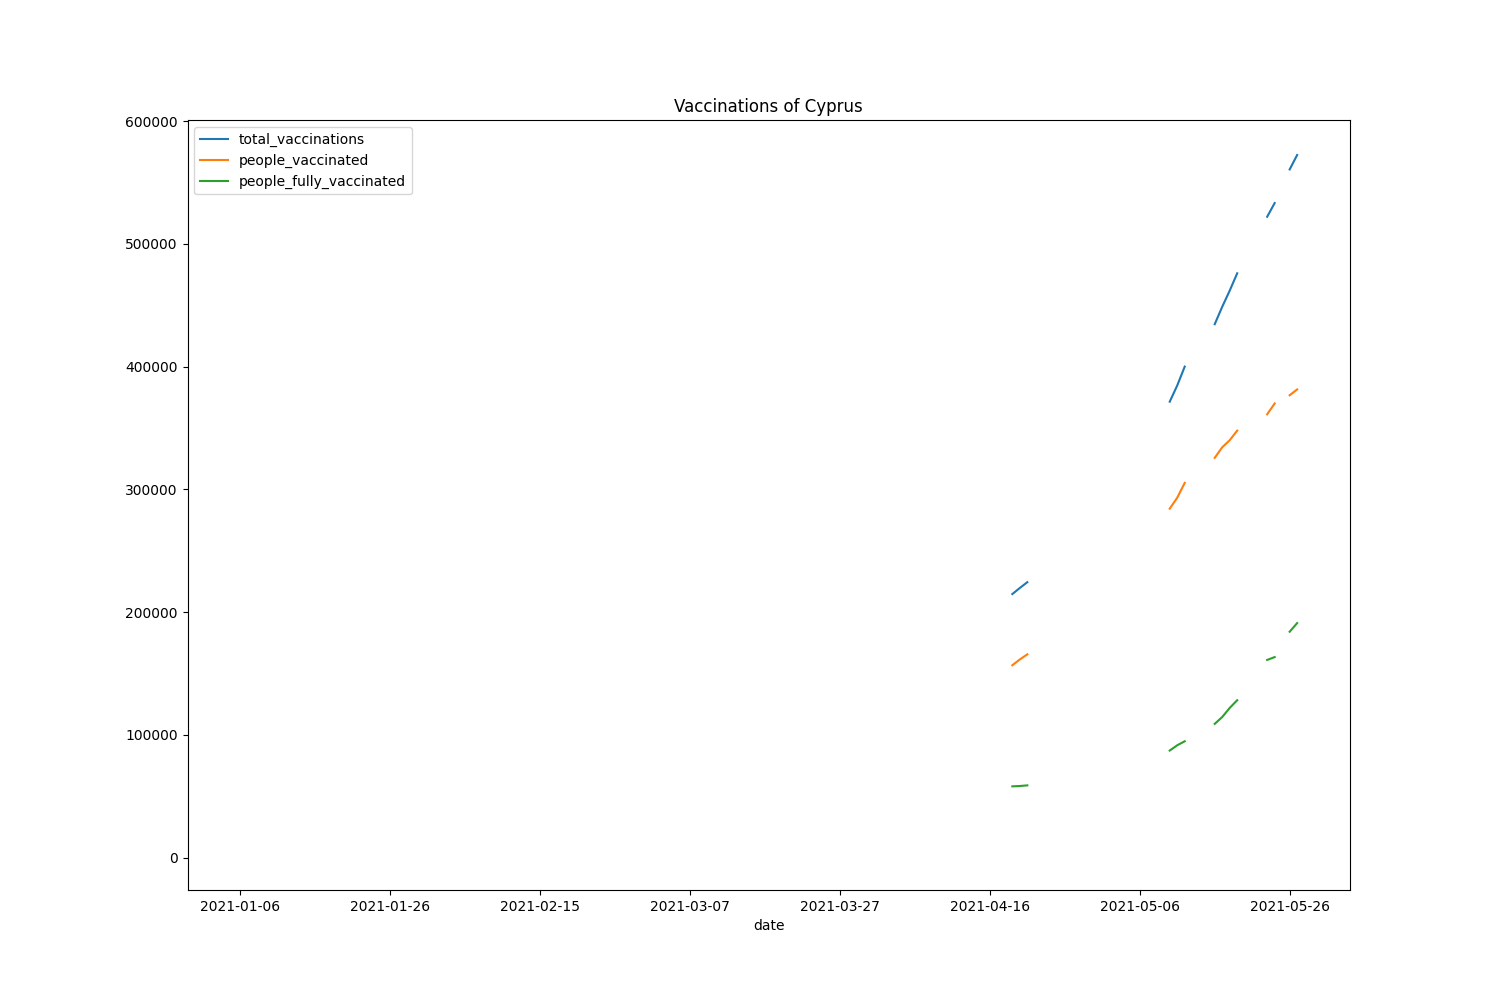 Vaccinations of Cyprus
total_vaccinations
people_vaccinated
people_fully_vaccinated
600000
500000
400000
300000
200000
100000
0
2021-01-06 2021-01-26 2021-02-15 2021-03-07 2021-03-27 2021-04-16 2021-05-06 2021-05-26
date